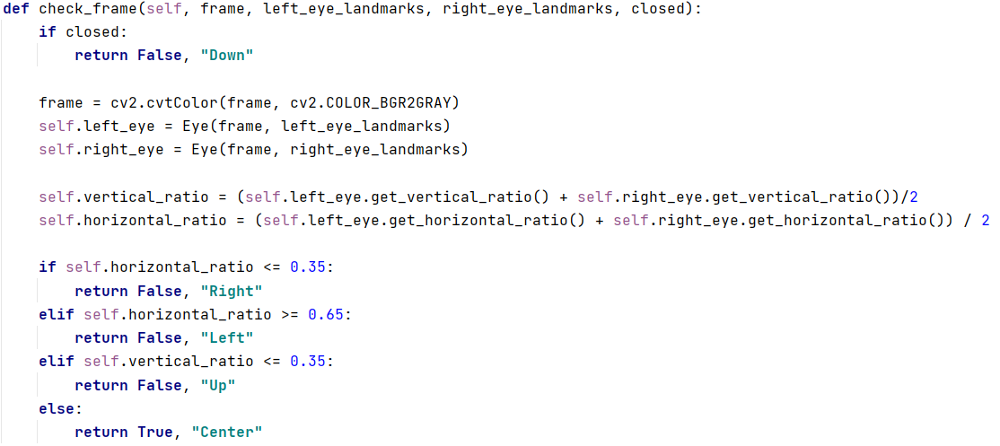 def check_frame(self, frame, left_eye_landmarks, right_eye_landmarks, closed):
    if closed:
        return False, "Down"

    frame = cv2.cvtColor(frame, cv2.COLOR_BGR2GRAY)
    self.left_eye = Eye(frame, left_eye_landmarks)
    self.right_eye = Eye(frame, right_eye_landmarks)

    self.vertical_ratio = (self.left_eye.get_vertical_ratio() + self.right_eye.get_vertical_ratio())/2
    self.horizontal_ratio = (self.left_eye.get_horizontal_ratio() + self.right_eye.get_horizontal_ratio()) / 2

    if self.horizontal_ratio <= 0.35:
        return False, "Right"
    elif self.horizontal_ratio >= 0.65:
        return False, "Left"
    elif self.vertical_ratio <= 0.35:
        return False, "Up"
    else:
        return True, "Center"